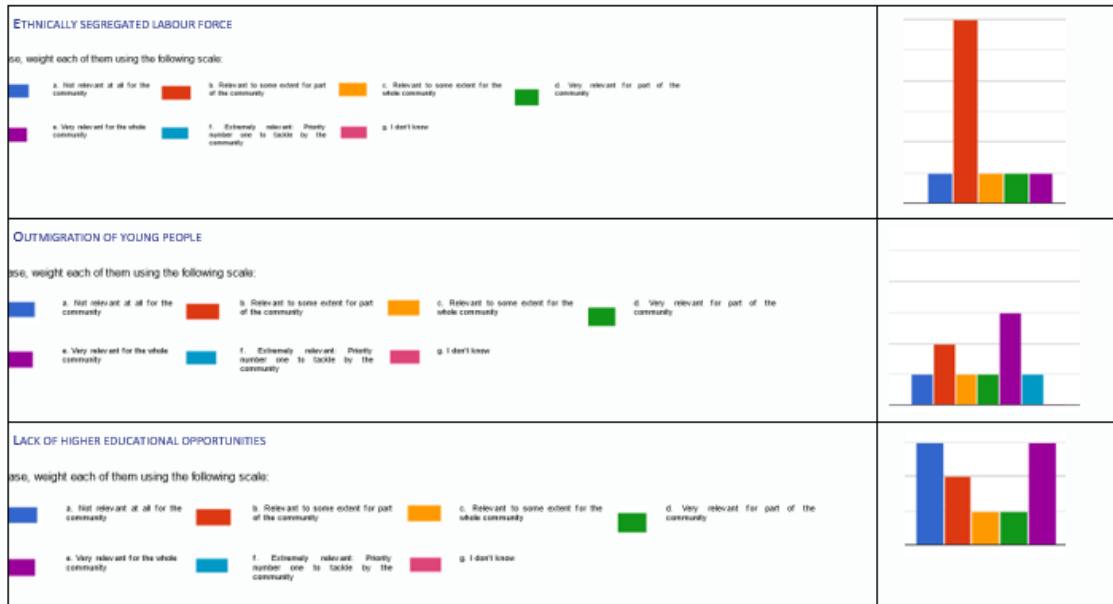 ETHNICALLY SEGREGATED LABOUR FORCE
se, weight each of them using the following scale:
a. Not relevant at all for the
community
b. Relevant to some extent for part
of the community
c. Relevant to some extent for the
whole community
d. Very relevant for part of the
community
e. Very relevant for the whole
community
f. Extremely relevant: Priority
number one to tackle by the
community
g. I don't know
OUTMIGRATION OF YOUNG PEOPLE
ase, weight each of them using the following scale:
a. Not relevant at all for the
community
b. Relevant to some extent for part
of the community
c. Relevant to some extent for the
whole community
d. Very relevant for part of the
community
e. Very relevant for the whole
community
f. Extremely relevant: Priority
number one to tackle by the
community
g. I don't know
LACK OF HIGHER EDUCATIONAL OPPORTUNITIES
ase, weight each of them using the following scale:
a. Not relevant at all for the
community
b. Relevant to some extent for part
of the community
c. Relevant to some extent for the
whole community
d. Very relevant for part of the
community
e. Very relevant for the whole
community
f. Extremely relevant: Priority
number one to tackle by the
community
g. I don't know